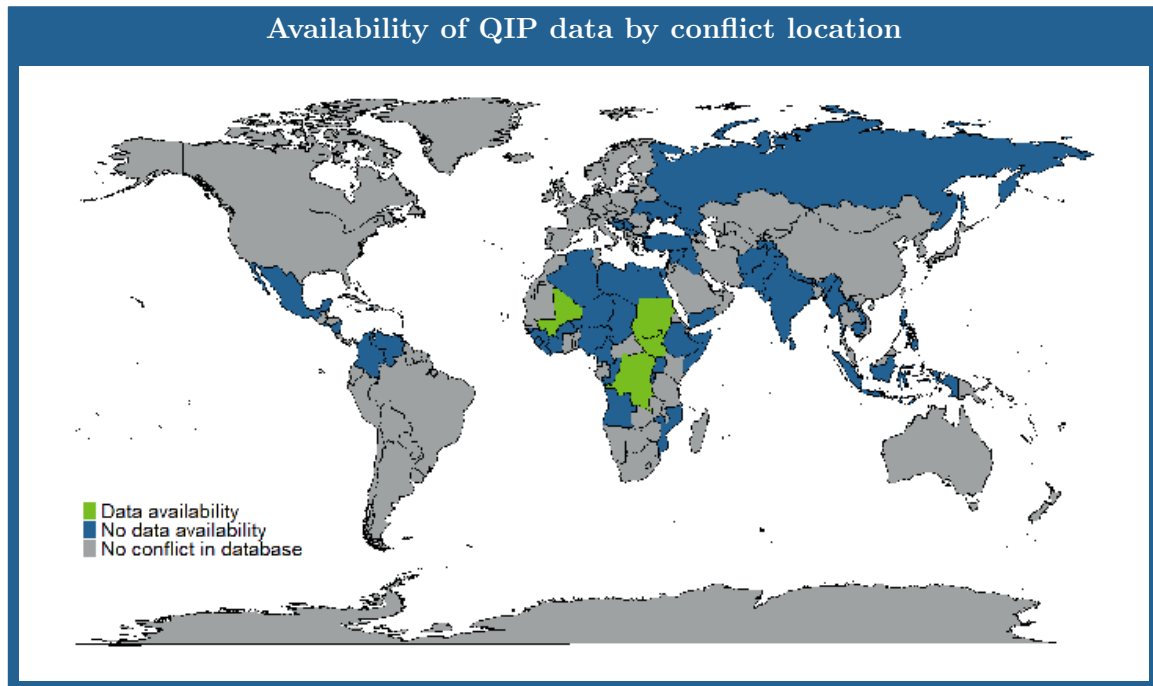 Availability of QIP data by conflict location
Data availability
No data availability
No conflict in database